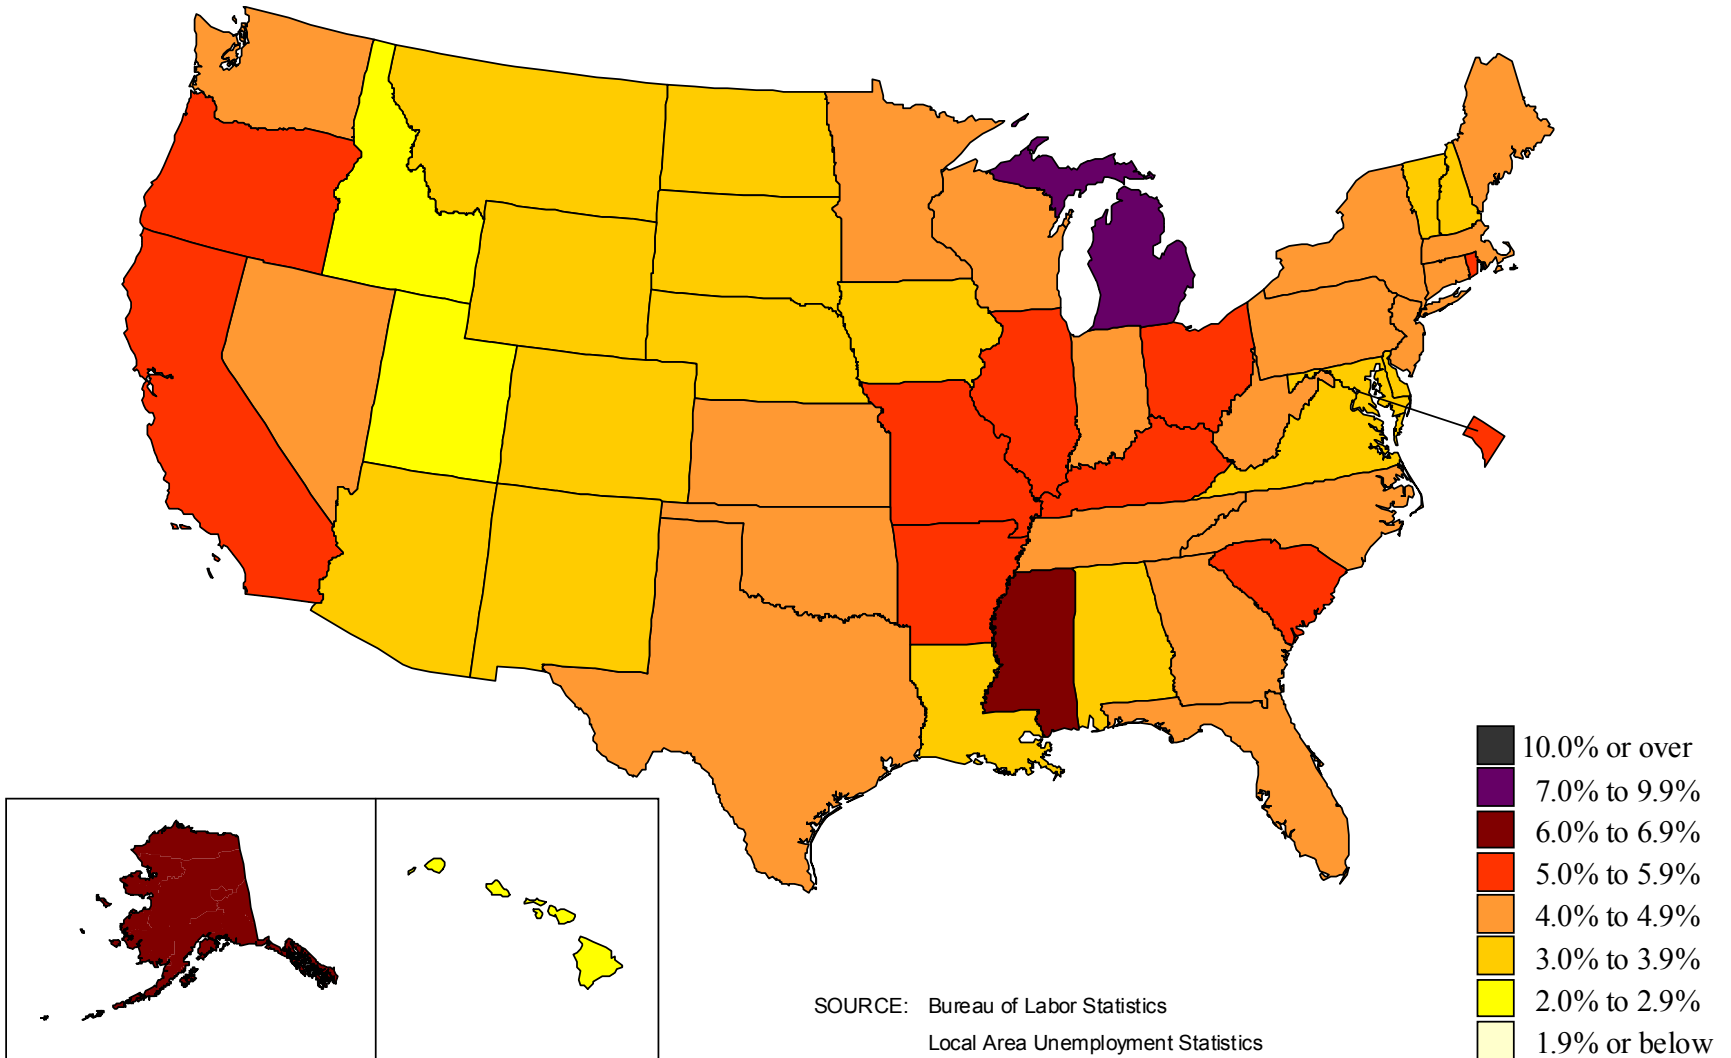 10.0% or over
7.0% to 9.9%
6.0% to 6.9%
5.0% to 5.9%
4.0% to 4.9%
3.0% to 3.9%
2.0% to 2.9%
1.9% or below
SOURCE: Bureau of Labor Statistics
Local Area Unemployment Statistics